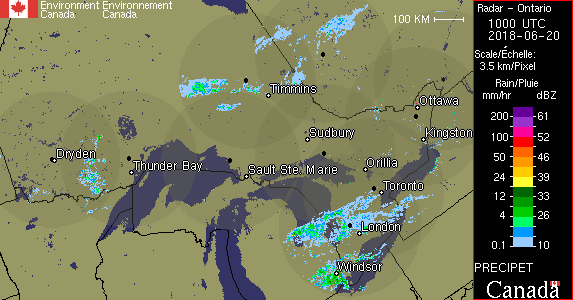 Environment Environnement
Canada Canada
100 KM
Timmins
Ottawa
Sudbury
Kingston
Dryden
Thunder Bay
Sault Ste. Marie
Orillia
Toronto
London
Windsor
Radar - Ontario
1000 UTC
2018-06-20
Scale/Échelle:
3.5 km/Pixel
Rain/Pluie
mm/hr dBZ
200 61
100 52
50 46
24 39
12 33
4 26
0.1 10
PRECIPET
Canada